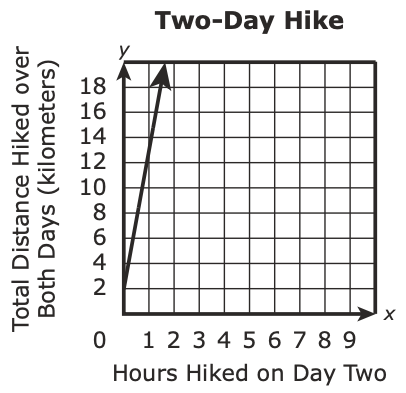 Two-Day Hike
y
Total Distance Hiked over
Both Days (kilometers)
18
16
14
12
10
8
6
4
2
x
0 1 2 3 4 5 6 7 8 9
Hours Hiked on Day Two